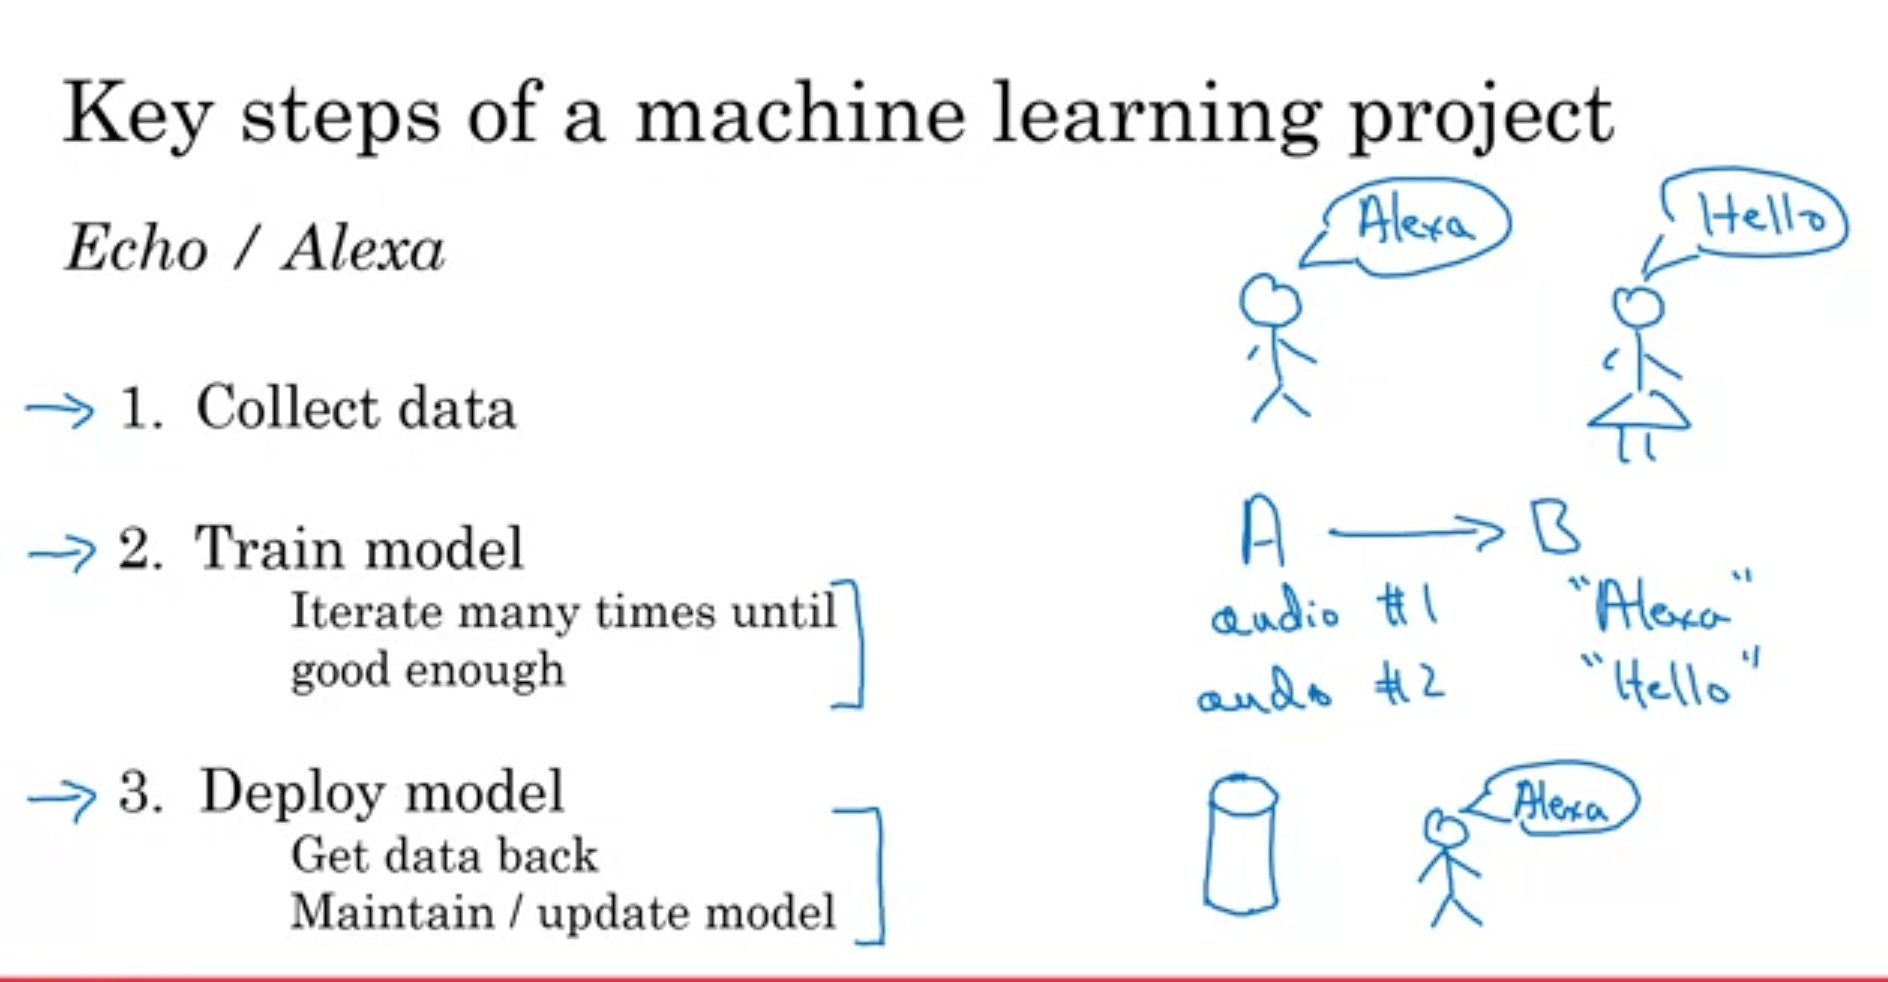 Key steps of a machine learning project
Echo / Alexa
Alexa
Hello
1. Collect data
2. Train model
Iterate many times until
good enough
A → B
audio #1 "Alexa"
audo #2 "Hello"
3. Deploy model
Get data back
Maintain / update model
Alexa